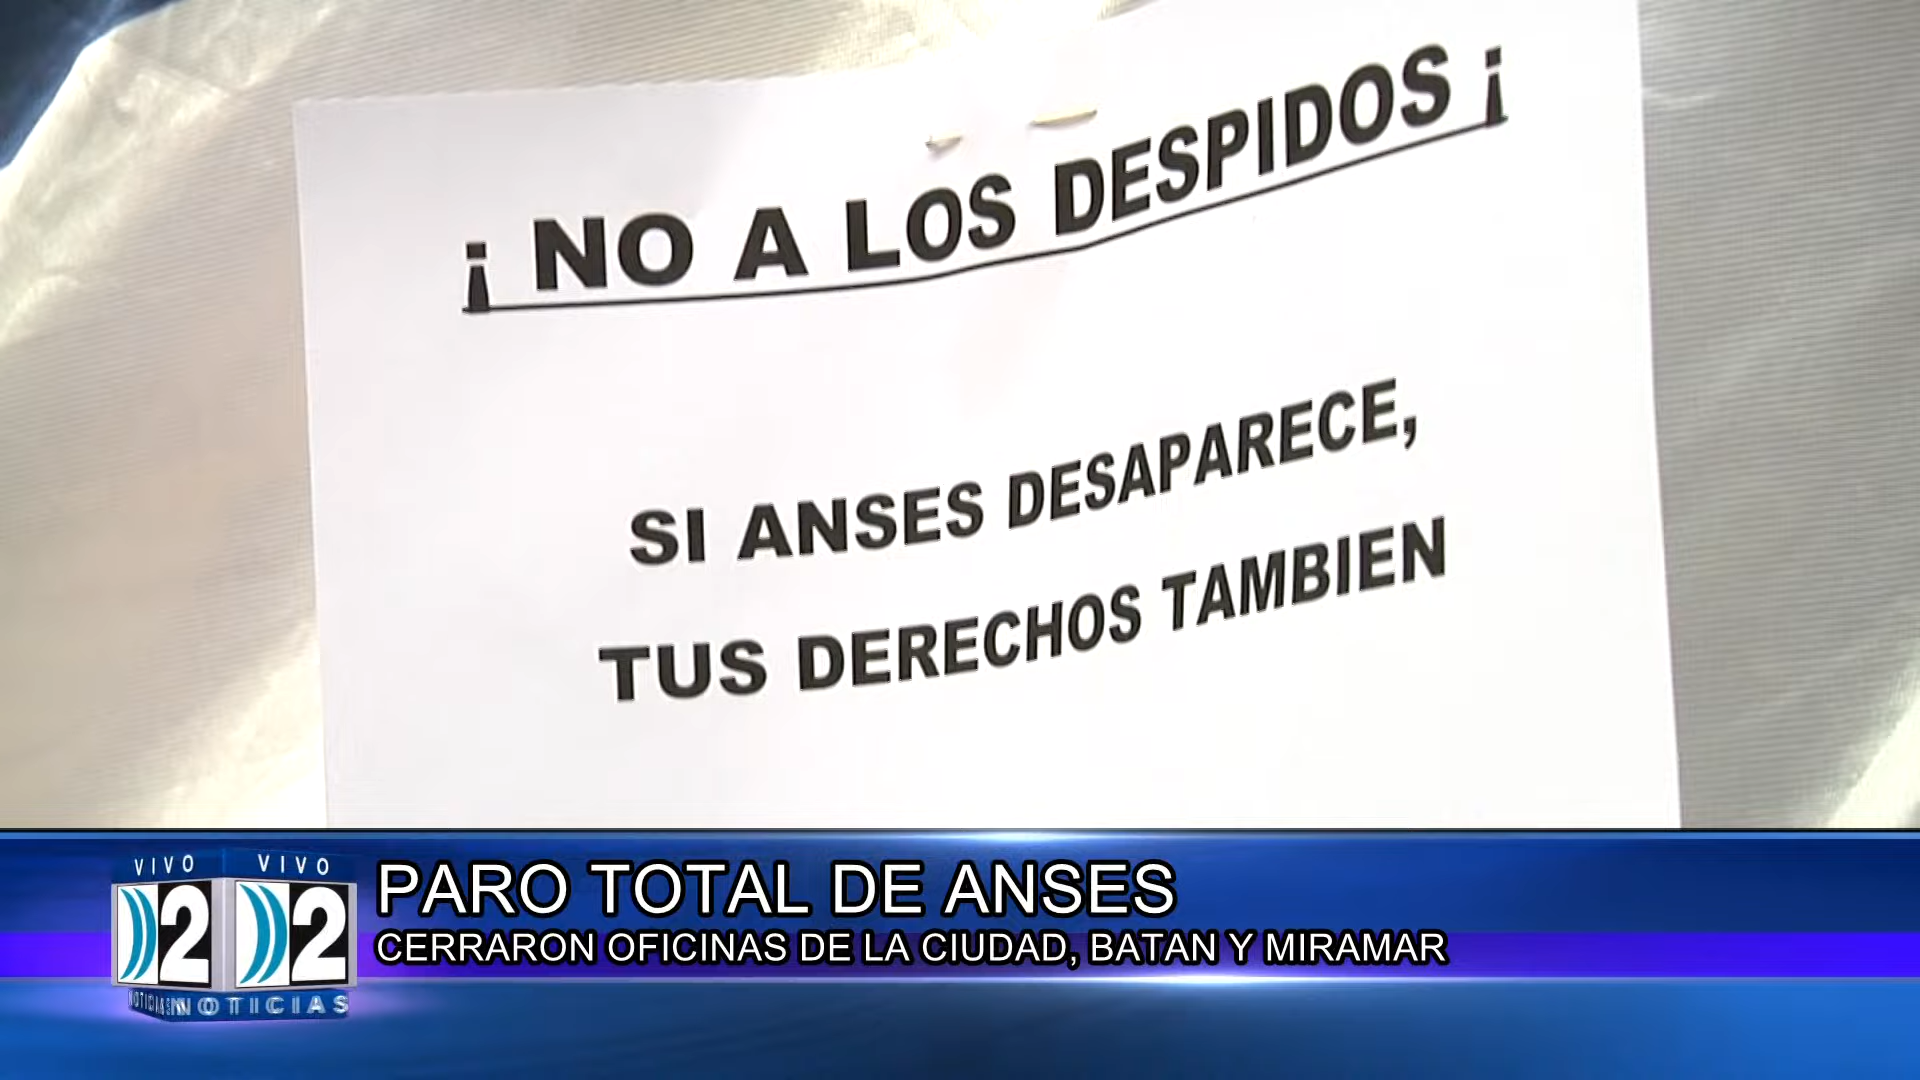 ¡ NO A LOS DESPIDOS ¡
SI ANSES DESAPARECE,
TUS DERECHOS TAMBIEN
VIVO VIVO
2 2
NOTICIAS NOTICIAS
PARO TOTAL DE ANSES
CERRARON OFICINAS DE LA CIUDAD, BATAN Y MIRAMAR